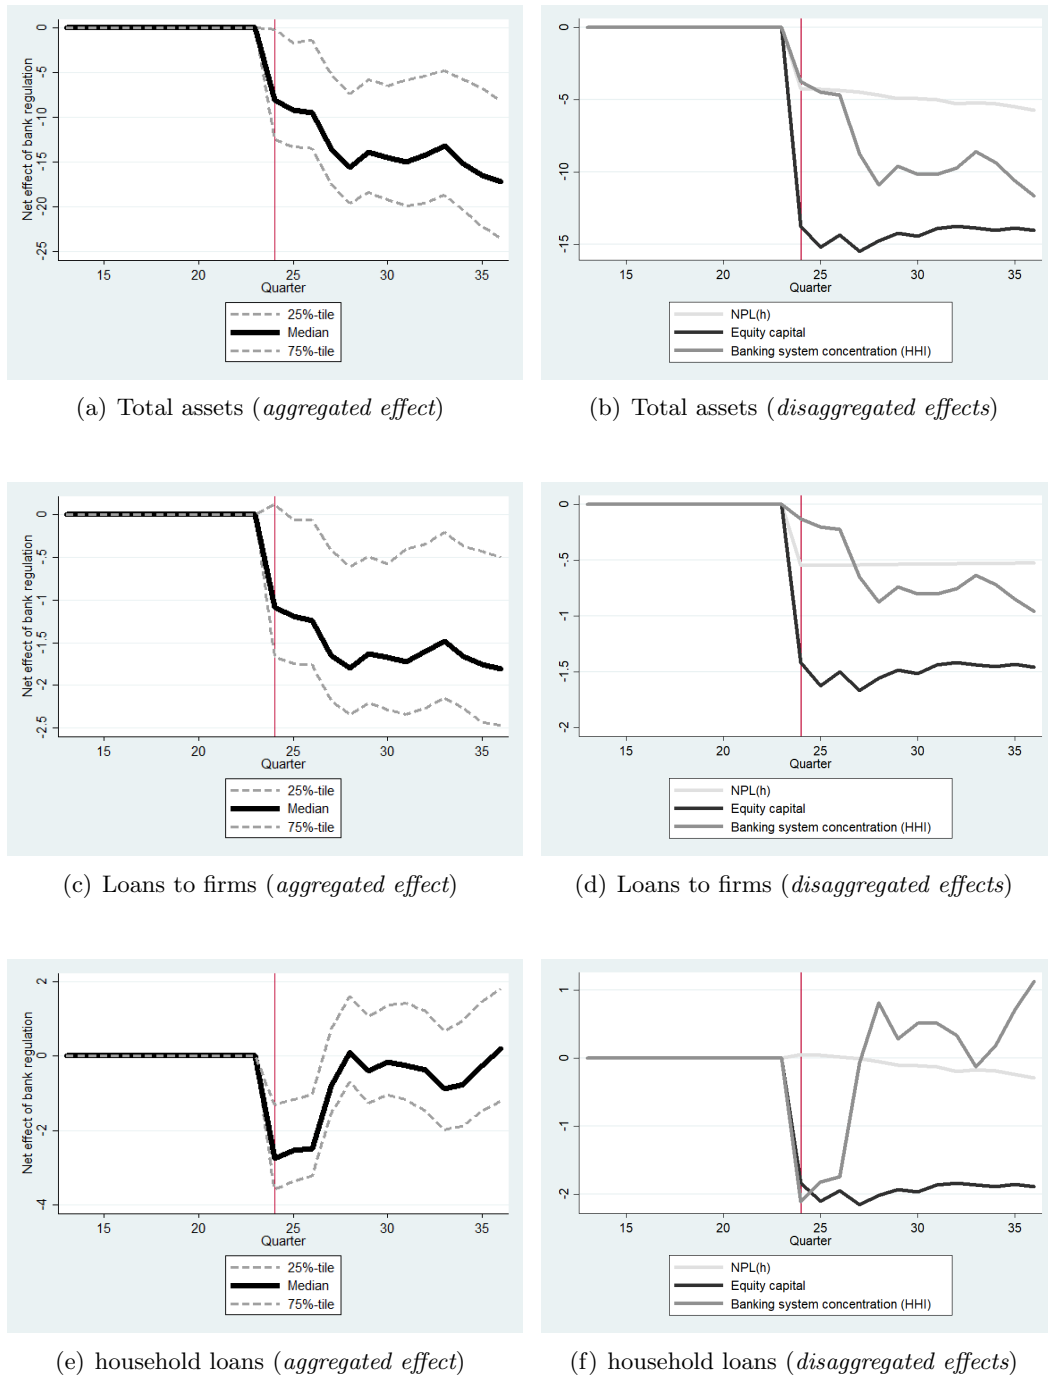 0
-5
-10
-15
-20
-25
Net effect of bank regulation
15 20 25 30 35
Quarter
25%-tile
Median
75%-tile
(a) Total assets (aggregated effect)
0
-5
-10
-15
15 20 25 30 35
Quarter
NPL(h)
Equity capital
Banking system concentration (HHI)
(b) Total assets (disaggregated effects)
0
-.5
-1
-1.5
-2
-2.5
Net effect of bank regulation
15 20 25 30 35
Quarter
25%-tile
Median
75%-tile
(c) Loans to firms (aggregated effect)
0
-.5
-1
-1.5
-2
15 20 25 30 35
Quarter
NPL(h)
Equity capital
Banking system concentration (HHI)
(d) Loans to firms (disaggregated effects)
2
0
-2
-4
Net effect of bank regulation
15 20 25 30 35
Quarter
25%-tile
Median
75%-tile
(e) household loans (aggregated effect)
1
0
-1
-2
15 20 25 30 35
Quarter
NPL(h)
Equity capital
Banking system concentration (HHI)
(f) household loans (disaggregated effects)